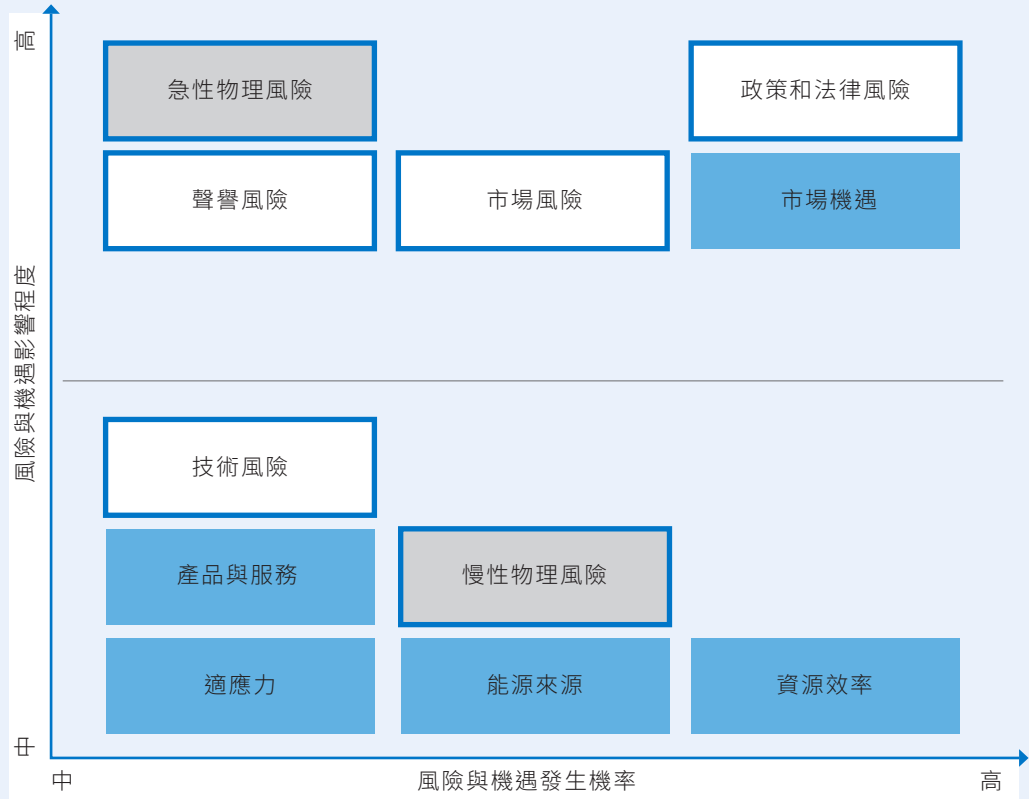 高
急性物理風險
政策和法律風險
聲譽風險
市場風險
市場機遇
風險與機遇影響程度
技術風險
產品與服務
慢性物理風險
適應力
能源來源
資源效率
中
中
風險與機遇發生機率
高